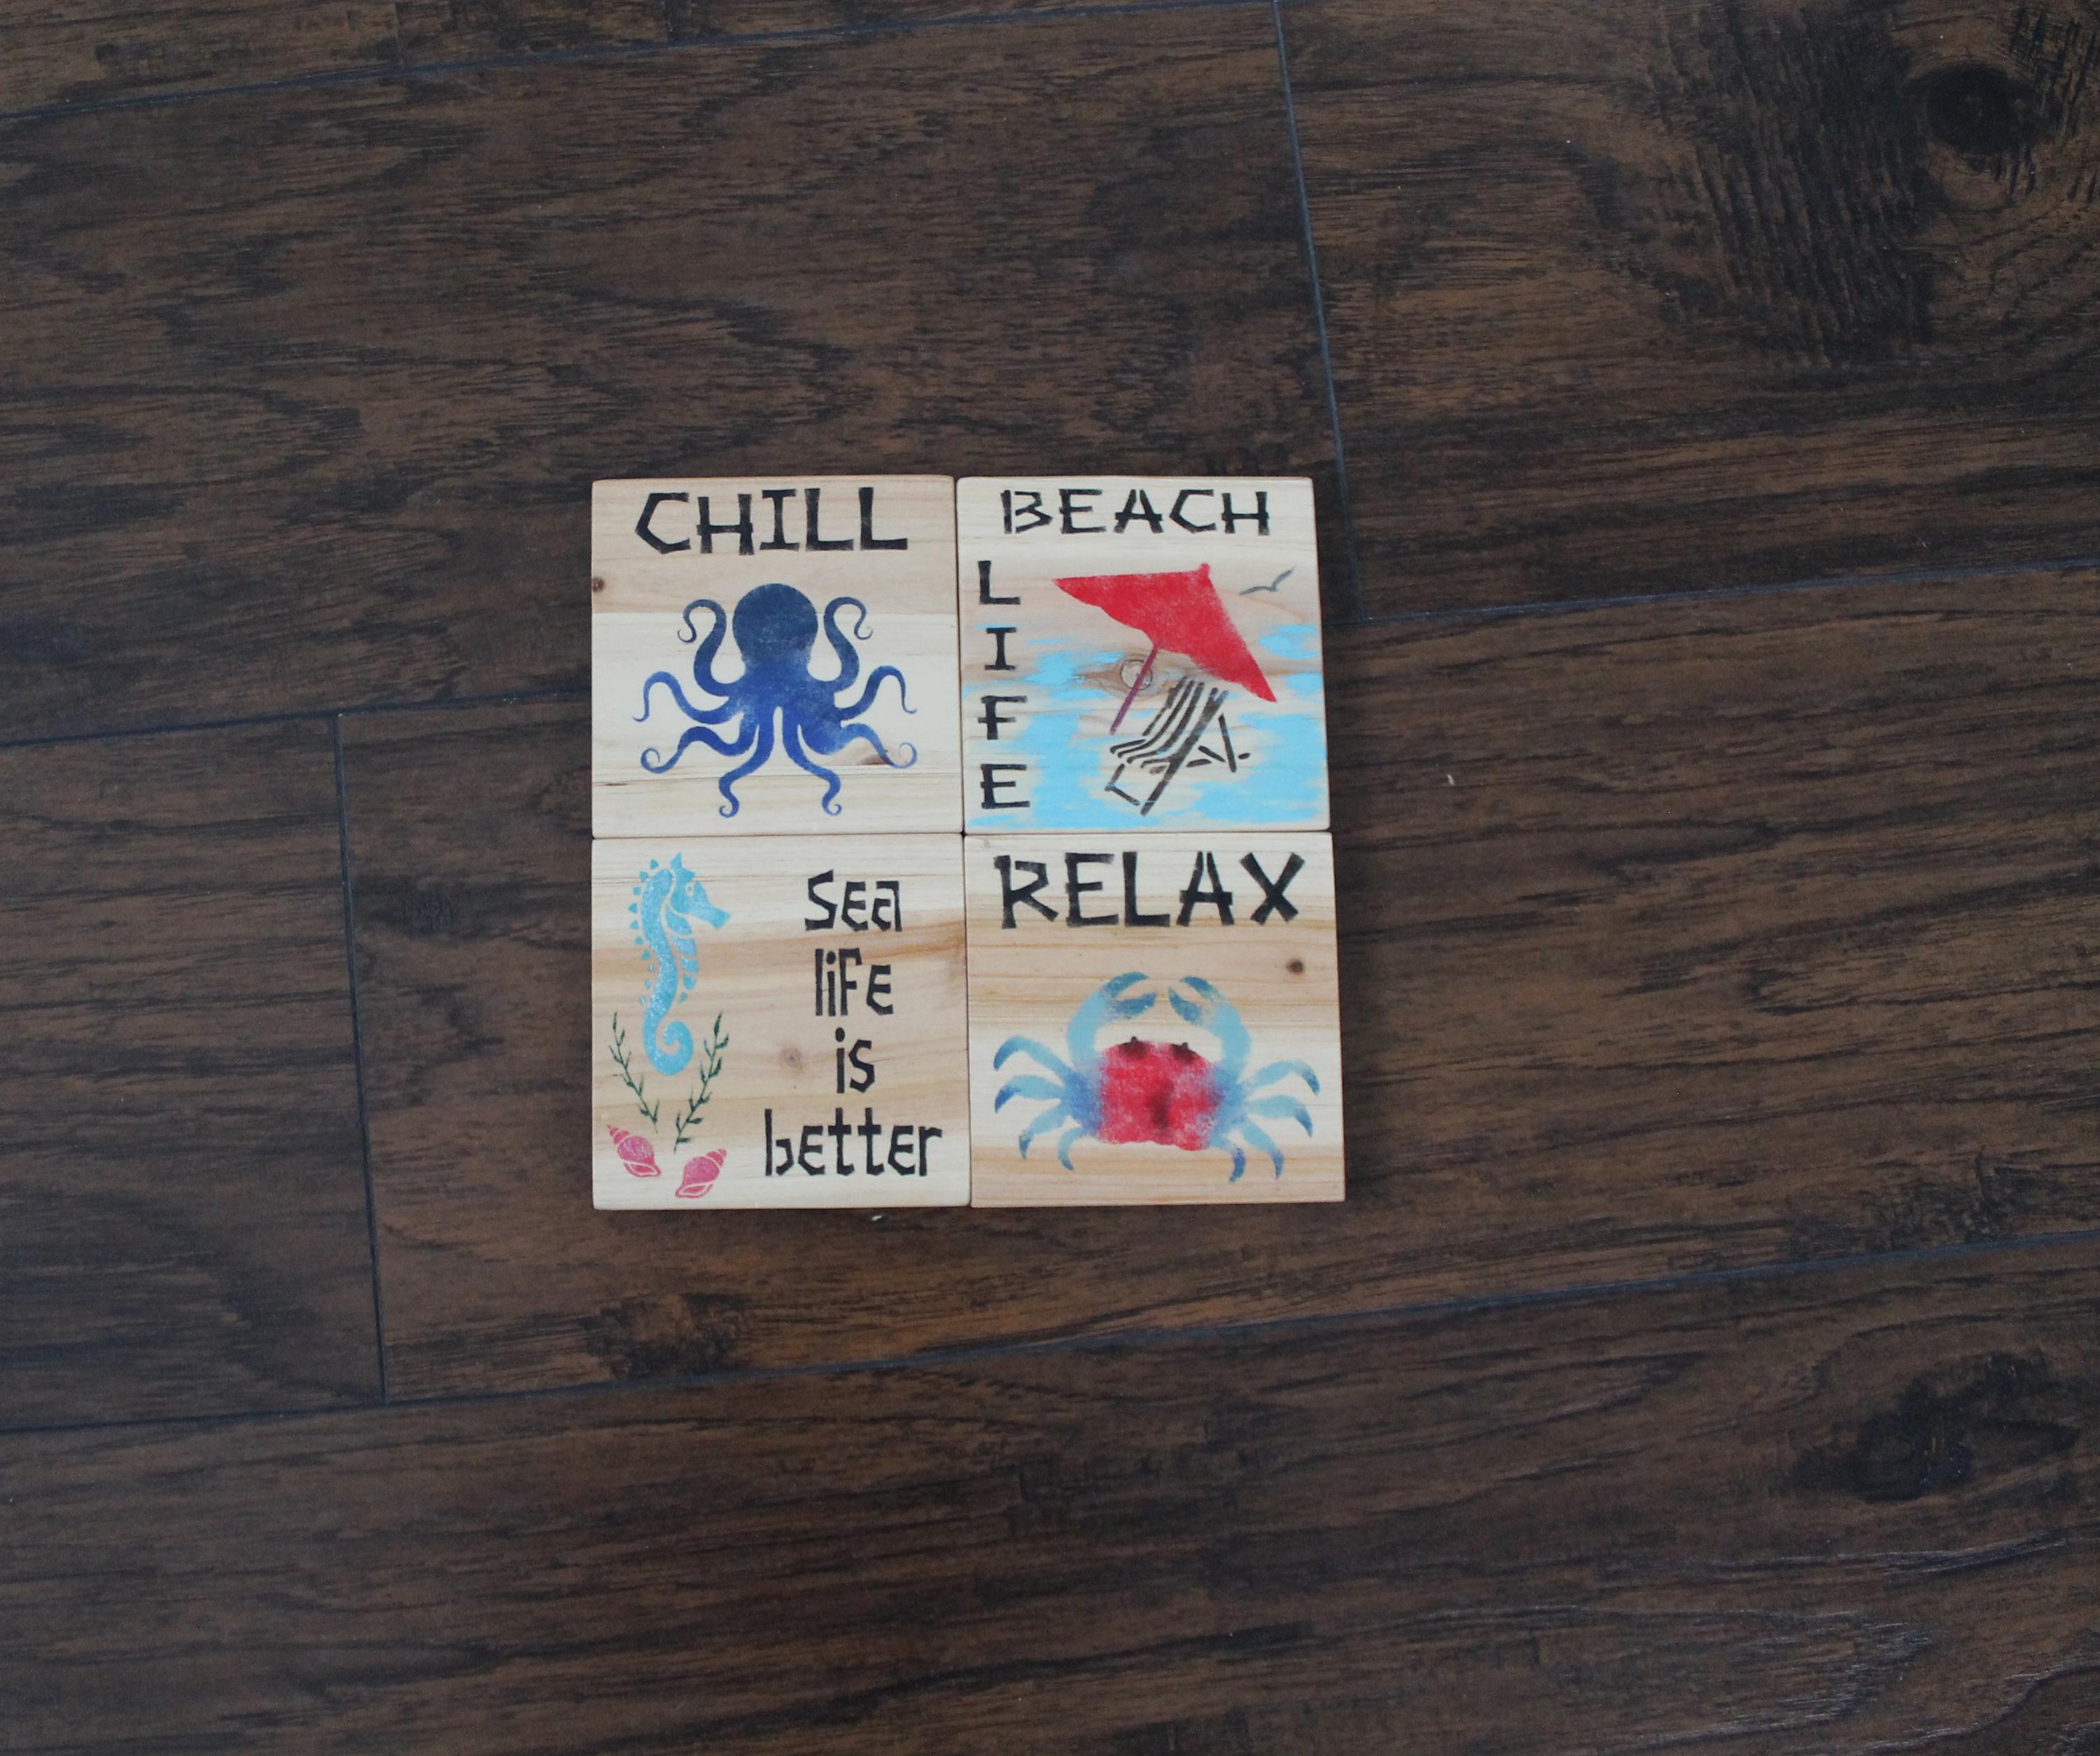 CHILL
BEACH
L
I
F
E
sea
life
is
better
RELAX